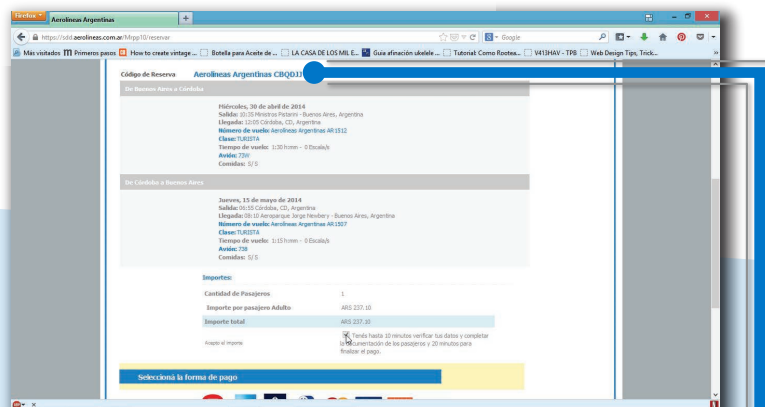 Firefox
Aerolíneas Argentinas
https://sdd.aerolineas.com.ar/Mrpp10/reservar
Google
Más visitados Primeros pasos How to create vintage ... Botella para Aceite de ... LA CASA DE LOS MIL E... Guia afinación ukelele ... Tutorial: Como Rootea... V413HAV - TPB Web Design Tips, Trick...
Código de Reserva Aerolíneas Argentinas
De Buenos Aires a Córdoba
Miércoles, 30 de abril de 2014
Salida: 10:35 Ministros Pistarini - Buenos Aires, Argentina
Llegada: 12:05 Córdoba, CD, Argentina
Número de vuelo: Aerolíneas Argentinas AR1512
Clase: TURISTA
Tiempo de vuelo: 1:30 h:mm - 0 Escala/s
Avión: 73W
Comidas: S/ S
De Córdoba a Buenos Aires
Jueves, 15 de mayo de 2014
Salida: 06:55 Córdoba, CD, Argentina
Llegada: 08:10 Aeroparque Jorge Newbery - Buenos Aires, Argentina
Número de vuelo: Aerolíneas Argentinas AR1507
Clase: TURISTA
Tiempo de vuelo: 1:15 h:mm - 0 Escala/s
Avión: 738
Comidas: S/ S
Importes:
Cantidad de Pasajeros 1
Importe por pasajero Adulto ARS 237.10
Importe total ARS 237.10
Acepto el importe
Tenés hasta 10 minutos verificar tus datos y completar
la documentación de los pasajeros y 20 minutos para
finalizar el pago.
Seleccioná la forma de pago